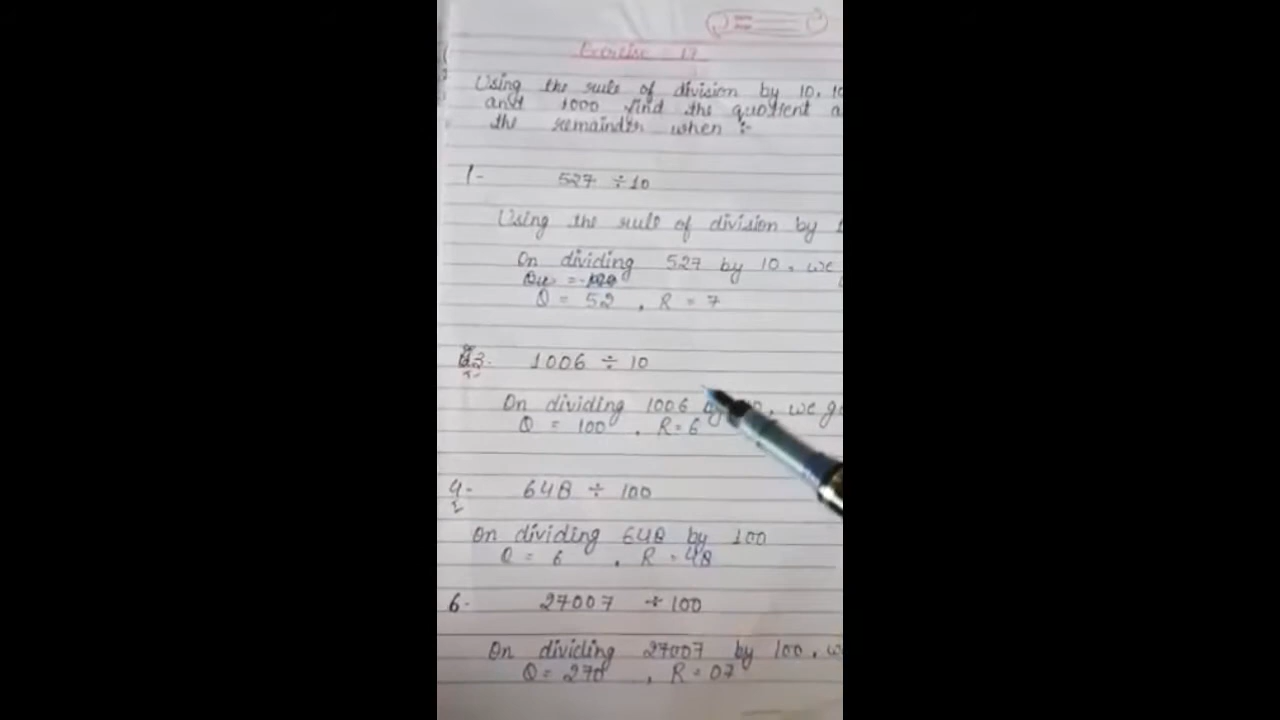 Exercise - 17
Using the rule of division by 10, 10
and 1000 find the quotient a
the remainder when :-
1- 527 ÷ 10
Using the rule of division by 1
On dividing 527 by 10, we
Q = 52 , R = 7
3- 1006 ÷ 10
On dividing 1006 by 10, we g
Q = 100 , R = 6
4- 648 ÷ 100
On dividing 648 by 100
Q = 6 , R = 48
6- 27007 ÷ 100
On dividing 27007 by 100, w
Q = 270 , R = 07